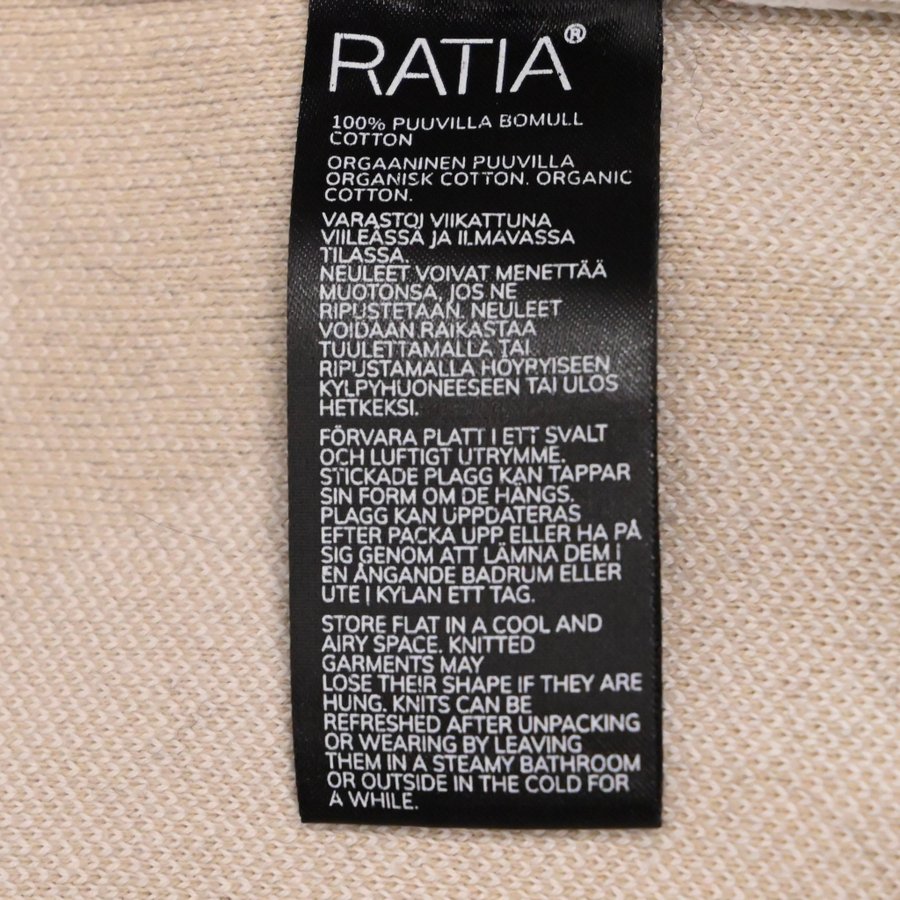 RATIA®
100% PUUVILLA BOMULL
COTTON
ORGAANINEN PUUVILLA
ORGANISK COTTON. ORGANIC
COTTON.
VARASTOJ VIIKATTUNA
VIILEÄSSÄ JA ILMAVASSA
TILASSA.
NEULEET VOIVAT MENETTÄÄ
MUOTONSA, JOS NE
RIPUSTETAAN. NEULEET
VOIDAAN RAIKASTAA
TUULETTAMALLA TAI
RIPUSTAMALLA HÖYRYISEEN
KYLPYHUONEESEEN TAI ULOS
HETKEKSI.
FÖRVARA PLATT I ETT SVALT
OCH LUFTIGT UTRYMME.
STICKADE PLAGG KAN TAPPAR
SIN FORM OM DE HÄNGS.
PLAGG KAN UPPDATERAS
EFTER PACKA UPP ELLER HA PÅ
SIG GENOM ATT LÄMNA DEM I
EN ÅNGANDE BADRUM ELLER
UTE I KYLAN ETT TAG.
STORE FLAT IN A COOL AND
AIRY SPACE. KNITTED
GARMENTS MAY
LOSE THEIR SHAPE IF THEY ARE
HUNG. KNITS CAN BE
REFRESHED AFTER UNPACKING
OR WEARING BY LEAVING
THEM IN A STEAMY BATHROOM
OR OUTSIDE IN THE COLD FOR
A WHILE.